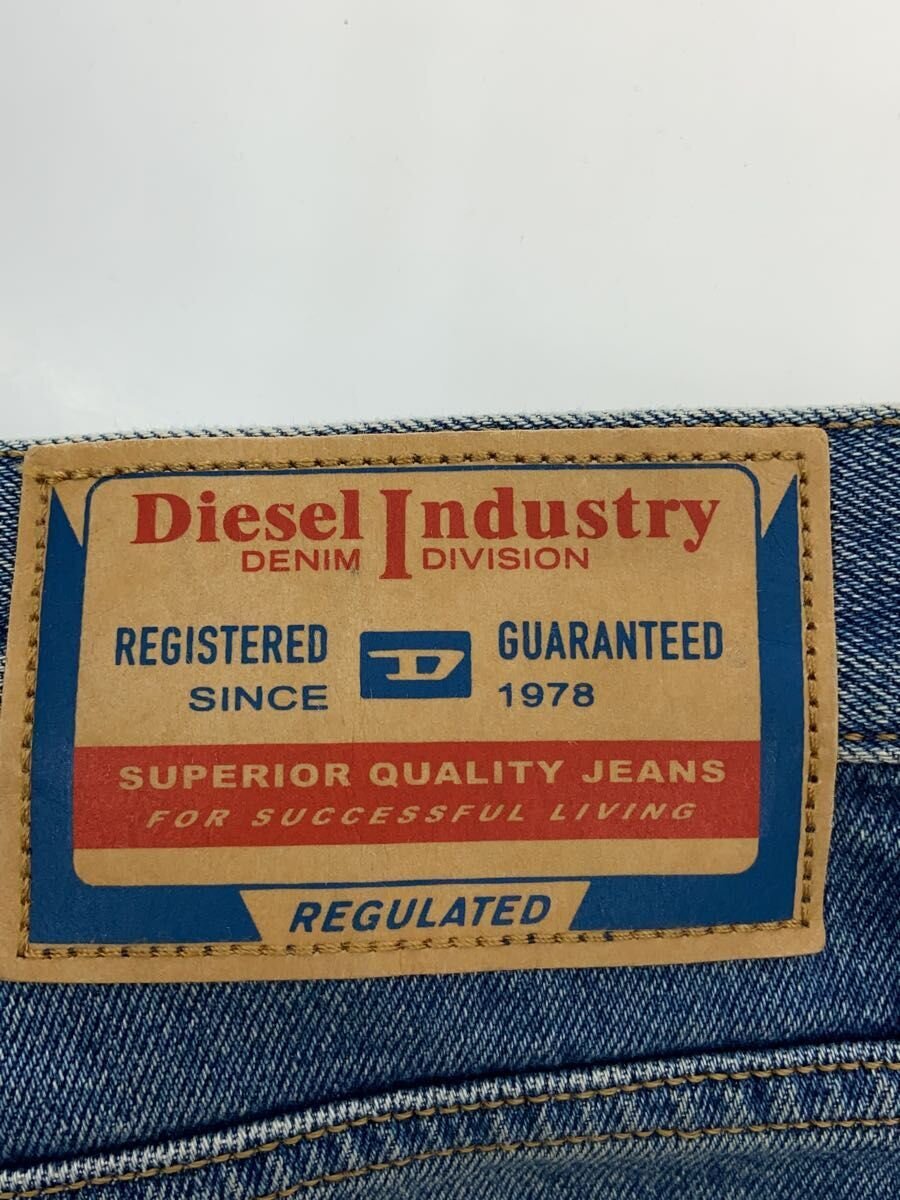 Diesel Industry
DENIM DIVISION
REGISTERED D GUARANTEED
SINCE 1978
SUPERIOR QUALITY JEANS
FOR SUCCESSFUL LIVING
REGULATED